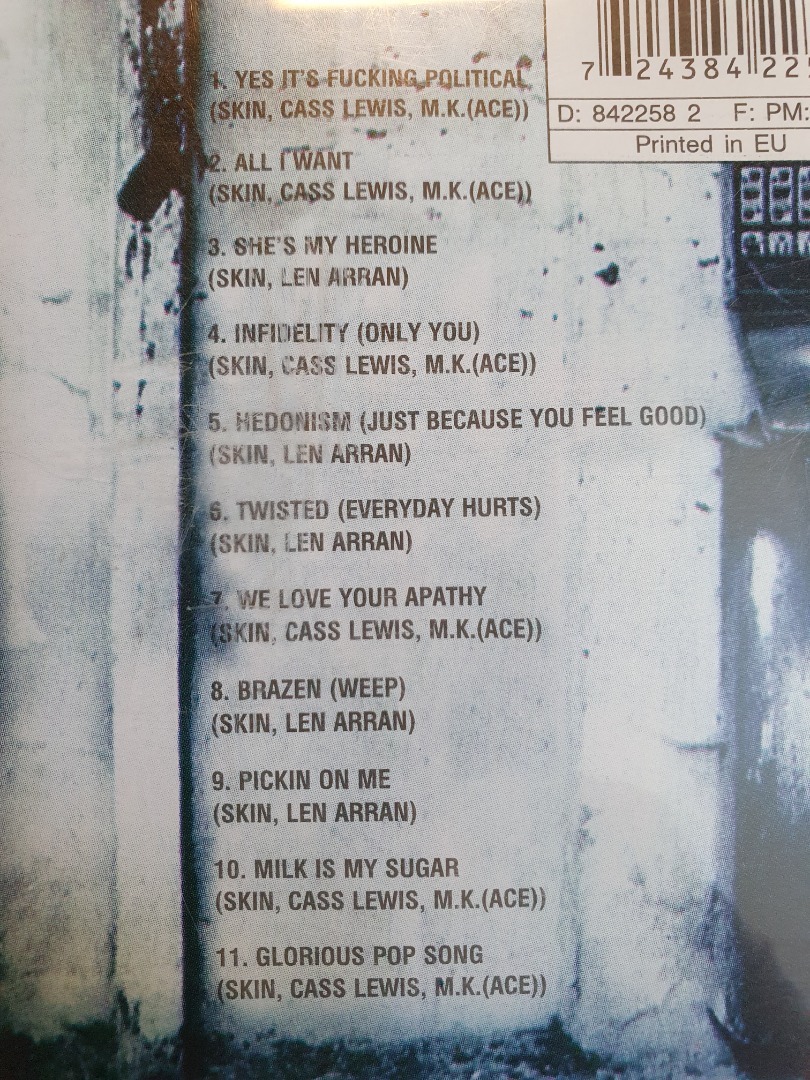 7 24384 22
D: 842258 2 F: PM:
Printed in EU
1. YES IT'S FUCKING POLITICAL
(SKIN, CASS LEWIS, M.K.(ACE))
2. ALL I WANT
(SKIN, CASS LEWIS, M.K.(ACE))
3. SHE'S MY HEROINE
(SKIN, LEN ARRAN)
4. INFIDELITY (ONLY YOU)
(SKIN, CASS LEWIS, M.K.(ACE))
5. HEDONISM (JUST BECAUSE YOU FEEL GOOD)
(SKIN, LEN ARRAN)
6. TWISTED (EVERYDAY HURTS)
(SKIN, LEN ARRAN)
7. WE LOVE YOUR APATHY
(SKIN, CASS LEWIS, M.K.(ACE))
8. BRAZEN (WEEP)
(SKIN, LEN ARRAN)
9. PICKIN ON ME
(SKIN, LEN ARRAN)
10. MILK IS MY SUGAR
(SKIN, CASS LEWIS, M.K.(ACE))
11. GLORIOUS POP SONG
(SKIN, CASS LEWIS, M.K.(ACE))